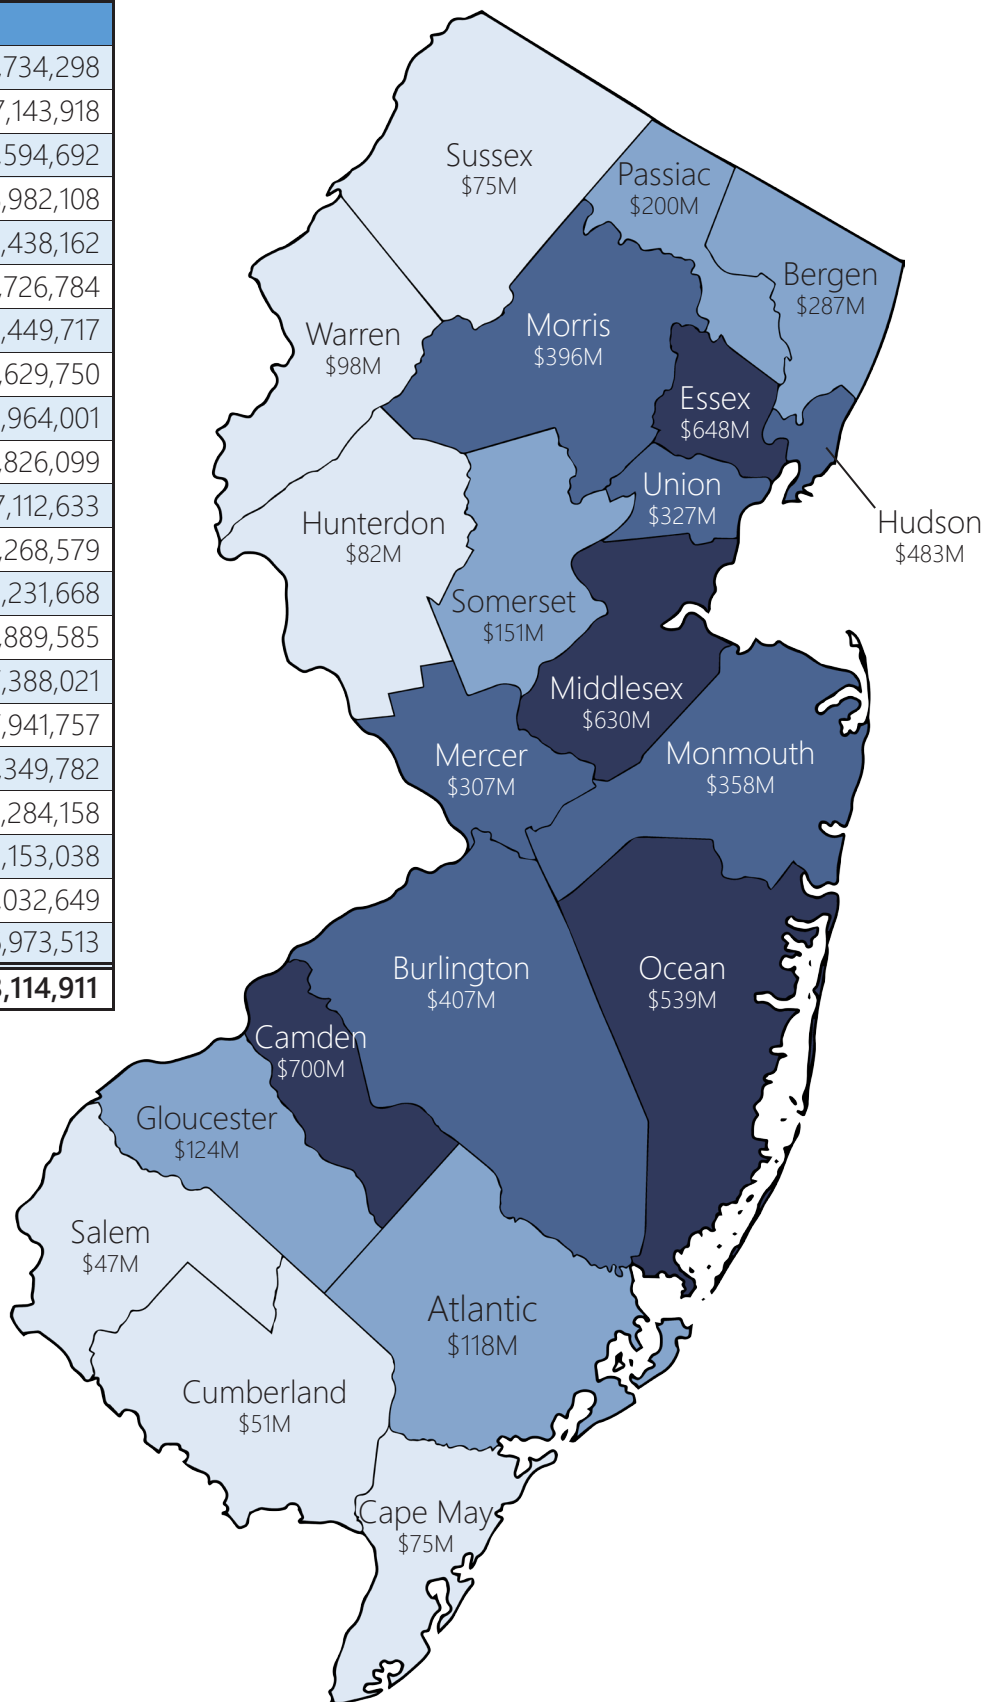 ,734,298
7,143,918
,594,692
,982,108
,438,162
,726,784
,449,717
,629,750
,964,001
,826,099
7,112,633
,268,579
,231,668
,889,585
,388,021
,941,757
,349,782
,284,158
,153,038
,032,649
,973,513
3,114,911
Sussex
$75M
Passiac
$200M
Bergen
$287M
Warren
$98M
Morris
$396M
Essex
$648M
Union
$327M
Hudson
$483M
Hunterdon
$82M
Somerset
$151M
Middlesex
$630M
Mercer
$307M
Monmouth
$358M
Burlington
$407M
Ocean
$539M
Camden
$700M
Gloucester
$124M
Salem
$47M
Atlantic
$118M
Cumberland
$51M
Cape May
$75M